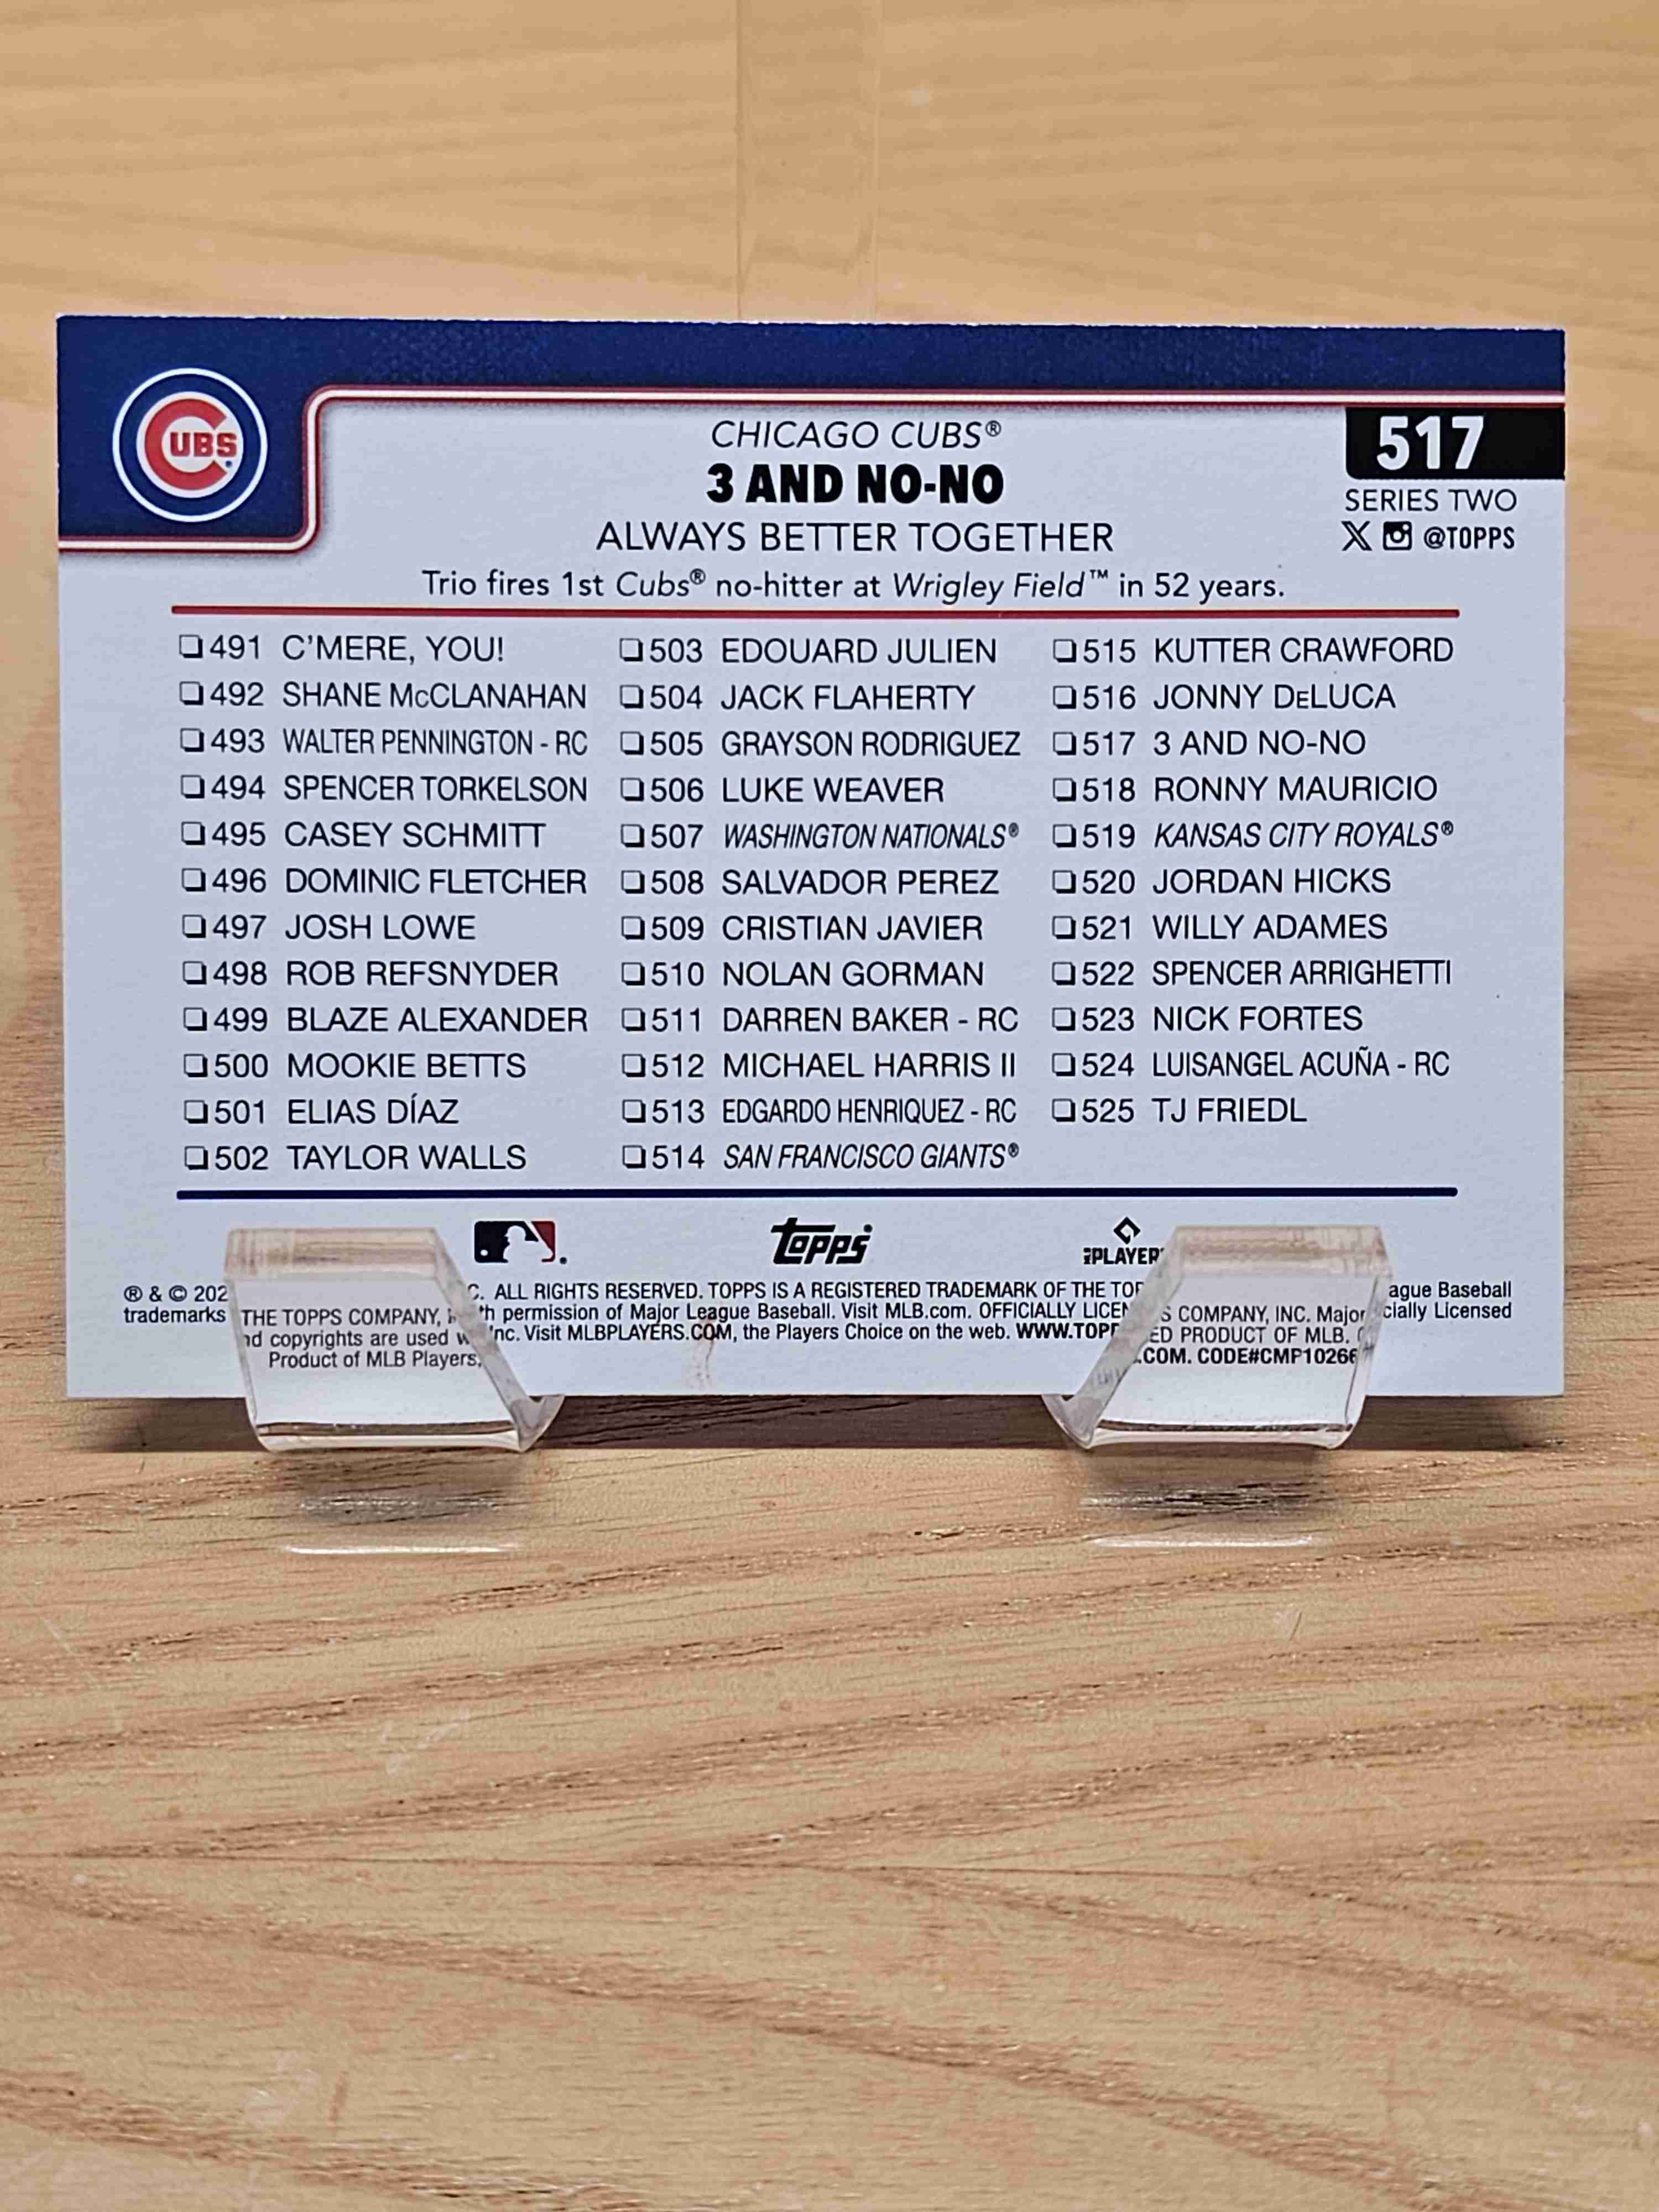 CUBS
CHICAGO CUBS®
3 AND NO-NO
ALWAYS BETTER TOGETHER
Trio fires 1st Cubs® no-hitter at Wrigley Field™ in 52 years.
517
SERIES TWO
X @TOPPS
❏ 491 C'MERE, YOU!
❏ 492 SHANE McCLANAHAN
❏ 493 WALTER PENNINGTON - RC
❏ 494 SPENCER TORKELSON
❏ 495 CASEY SCHMITT
❏ 496 DOMINIC FLETCHER
❏ 497 JOSH LOWE
❏ 498 ROB REFSNYDER
❏ 499 BLAZE ALEXANDER
❏ 500 MOOKIE BETTS
❏ 501 ELIAS DÍAZ
❏ 502 TAYLOR WALLS
❏ 503 EDOUARD JULIEN
❏ 504 JACK FLAHERTY
❏ 505 GRAYSON RODRIGUEZ
❏ 506 LUKE WEAVER
❏ 507 WASHINGTON NATIONALS®
❏ 508 SALVADOR PEREZ
❏ 509 CRISTIAN JAVIER
❏ 510 NOLAN GORMAN
❏ 511 DARREN BAKER - RC
❏ 512 MICHAEL HARRIS II
❏ 513 EDGARDO HENRIQUEZ - RC
❏ 514 SAN FRANCISCO GIANTS®
❏ 515 KUTTER CRAWFORD
❏ 516 JONNY DeLUCA
❏ 517 3 AND NO-NO
❏ 518 RONNY MAURICIO
❏ 519 KANSAS CITY ROYALS®
❏ 520 JORDAN HICKS
❏ 521 WILLY ADAMES
❏ 522 SPENCER ARRIGHETTI
❏ 523 NICK FORTES
❏ 524 LUISANGEL ACUÑA - RC
❏ 525 TJ FRIEDL
topps
® & © THE TOPPS COMPANY, ALL RIGHTS RESERVED. TOPPS IS A REGISTERED TRADEMARK OF THE COMPANY, INC. Major Baseball
trademarks copyrights are used permission of Major League Baseball. Visit MLB.com. OFFICIALLY PRODUCT OF MLB. Licensed
Product of MLB Players, Visit MLBPLAYERS.COM, the Players Choice on the web. CODE#CMP10266